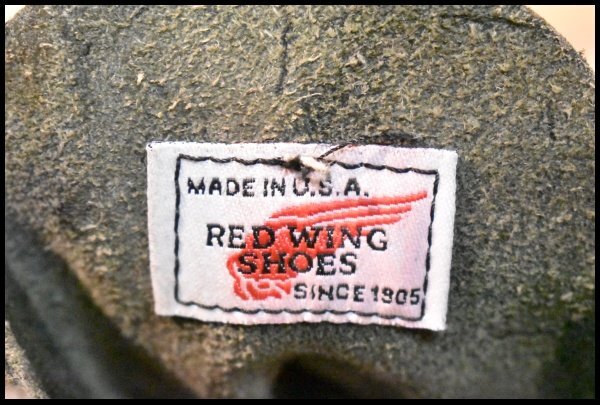 MADE IN U.S.A.
RED WING
SHOES
SINCE 1905